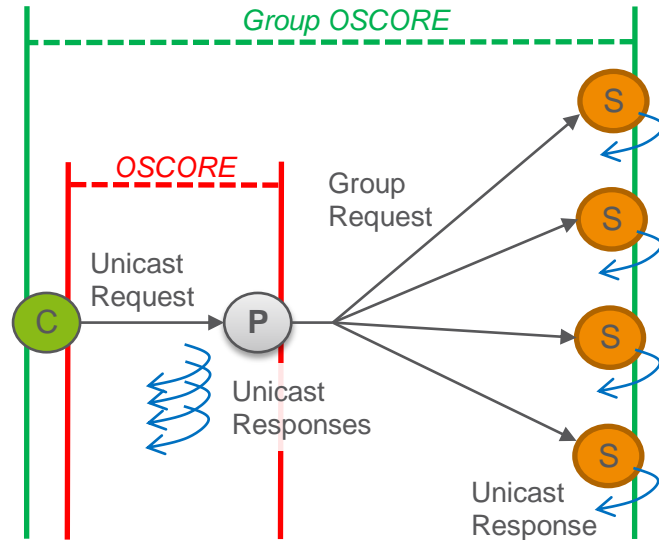 Group OSCORE
S
OSCORE
Group
Request
S
Unicast
Request
C
P
S
Unicast
Responses
S
Unicast
Response